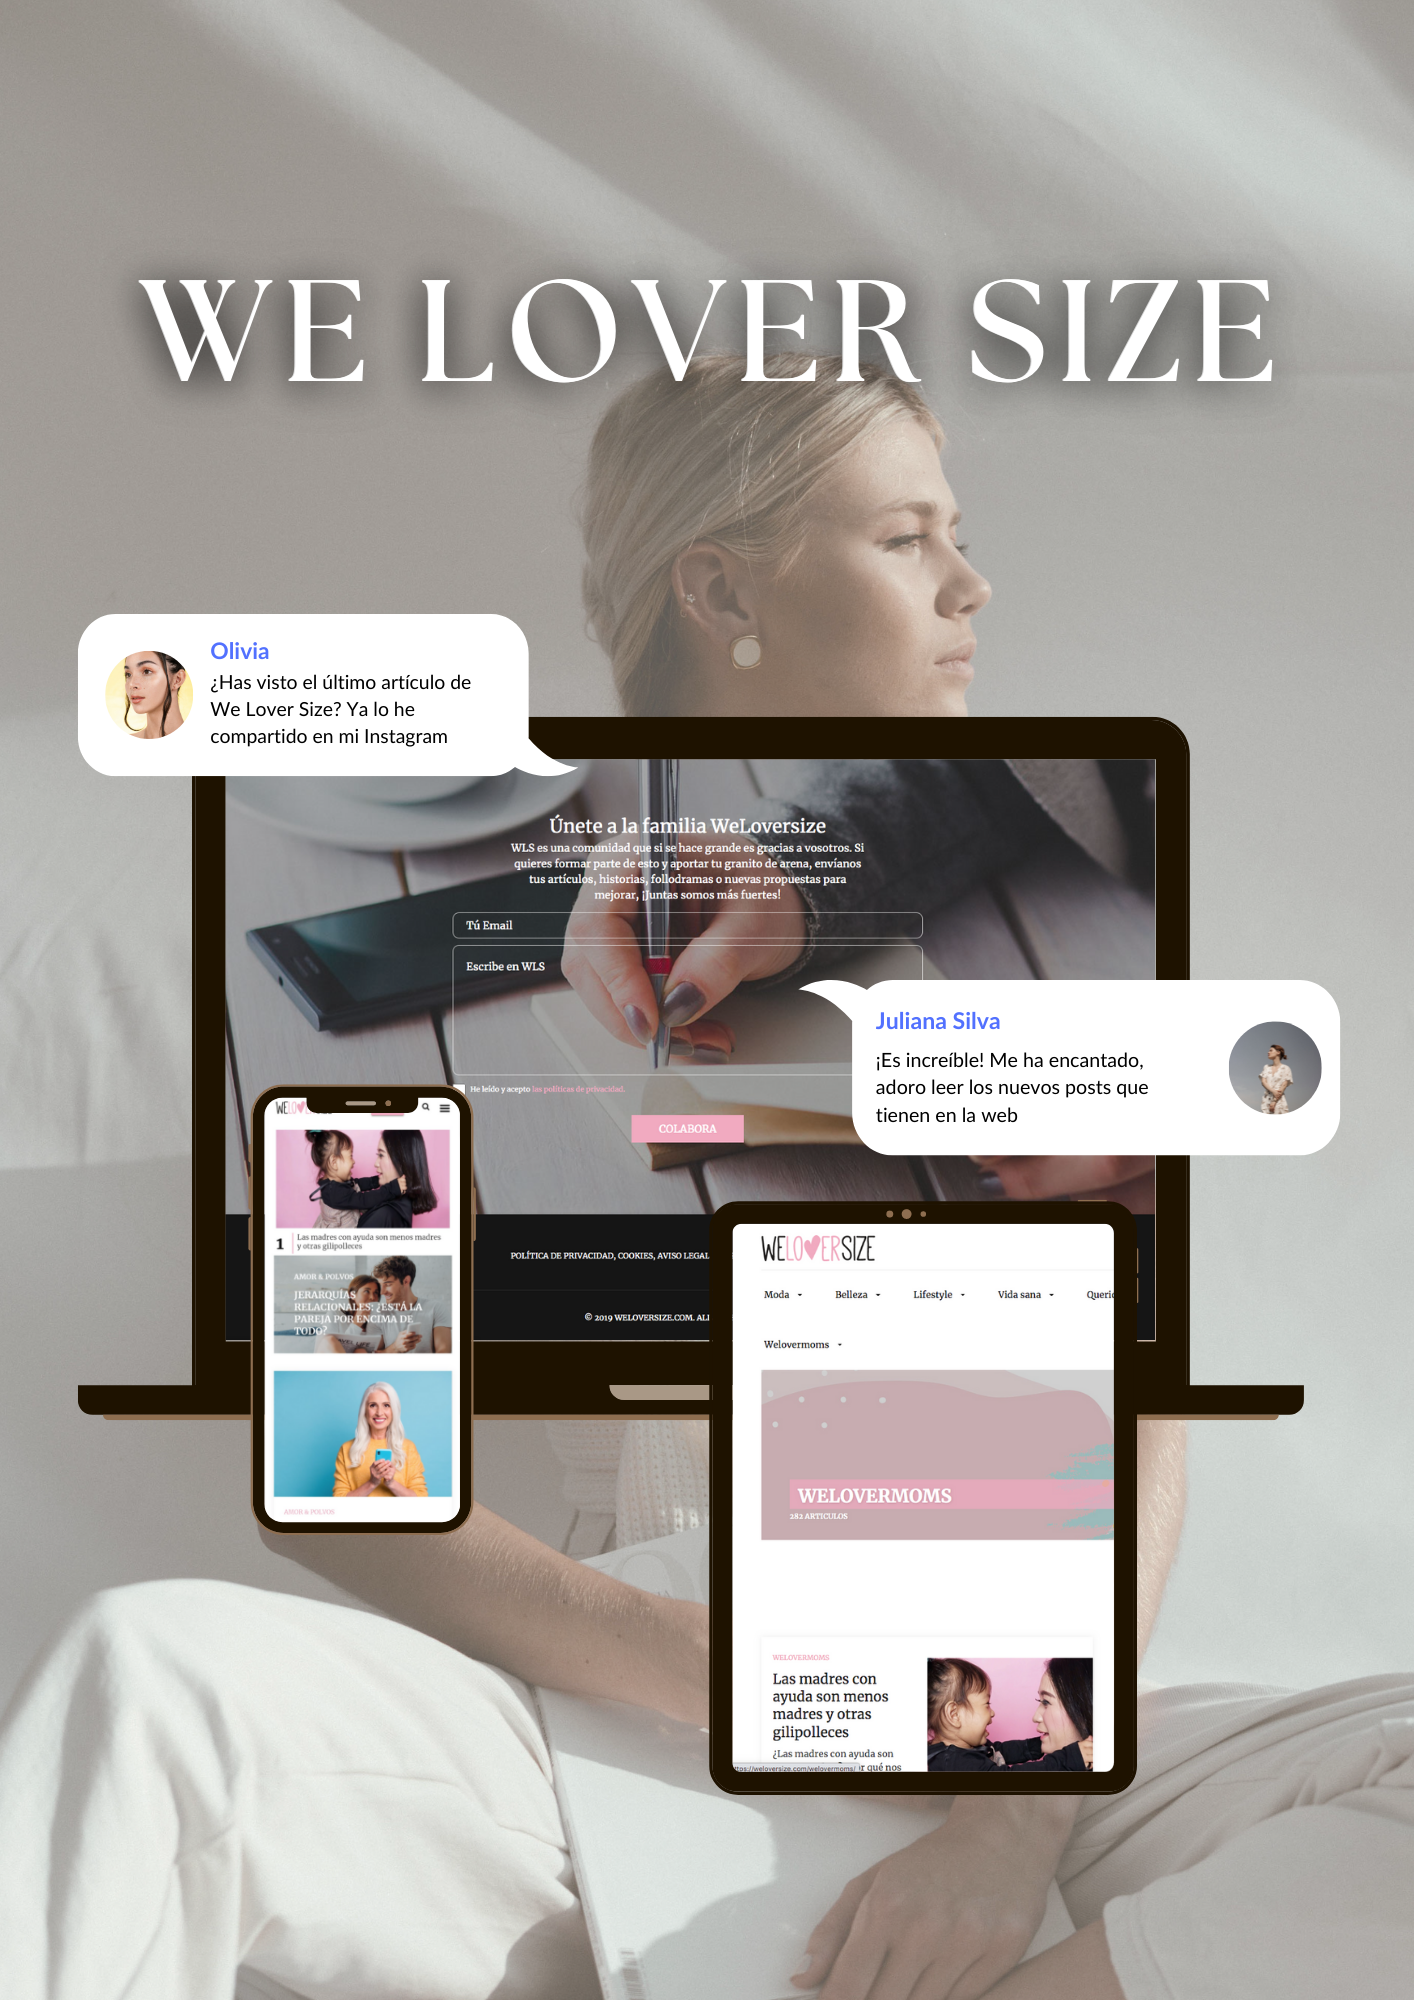 WE LOVER SIZE
Olivia
¿Has visto el último artículo de
We Lover Size? Ya lo he
compartido en mi Instagram
Únete a la familia WeLoversize
WLS es una comunidad que si se hace grande es gracias a vosotros. Si
quieres formar parte de esto y aportar tu granito de arena, envíanos
tus artículos, historias, follodramas o nuevas propuestas para
mejorar, ¡Juntas somos más fuertes!
Tú Email
Escribe en WLS
Juliana Silva
¡Es increíble! Me ha encantado,
adoro leer los nuevos posts que
tienen en la web
He leído y acepto las políticas de privacidad.
COLABORA
1 Las madres con ayuda son menos madres
y otras gilipolleces
AMOR & POLVOS
JERARQUÍAS
RELACIONALES: ¿ESTÁ LA
PAREJA POR ENCIMA DE
TODO?
AMOR & POLVOS
POLÍTICA DE PRIVACIDAD, COOKIES, AVISO LEGAL
© 2019 WELOVERSIZE.COM. ALL
WELOVERSIZE
Moda Belleza Lifestyle Vida sana Queri
Welovermoms
WELOVERMOMS
282 ARTICULOS
WELOVERMOMS
Las madres con
ayuda son menos
madres y otras
gilipolleces
¿Las madres con ayuda son
r qué nos
ttps://weloversize.com/welovermoms/